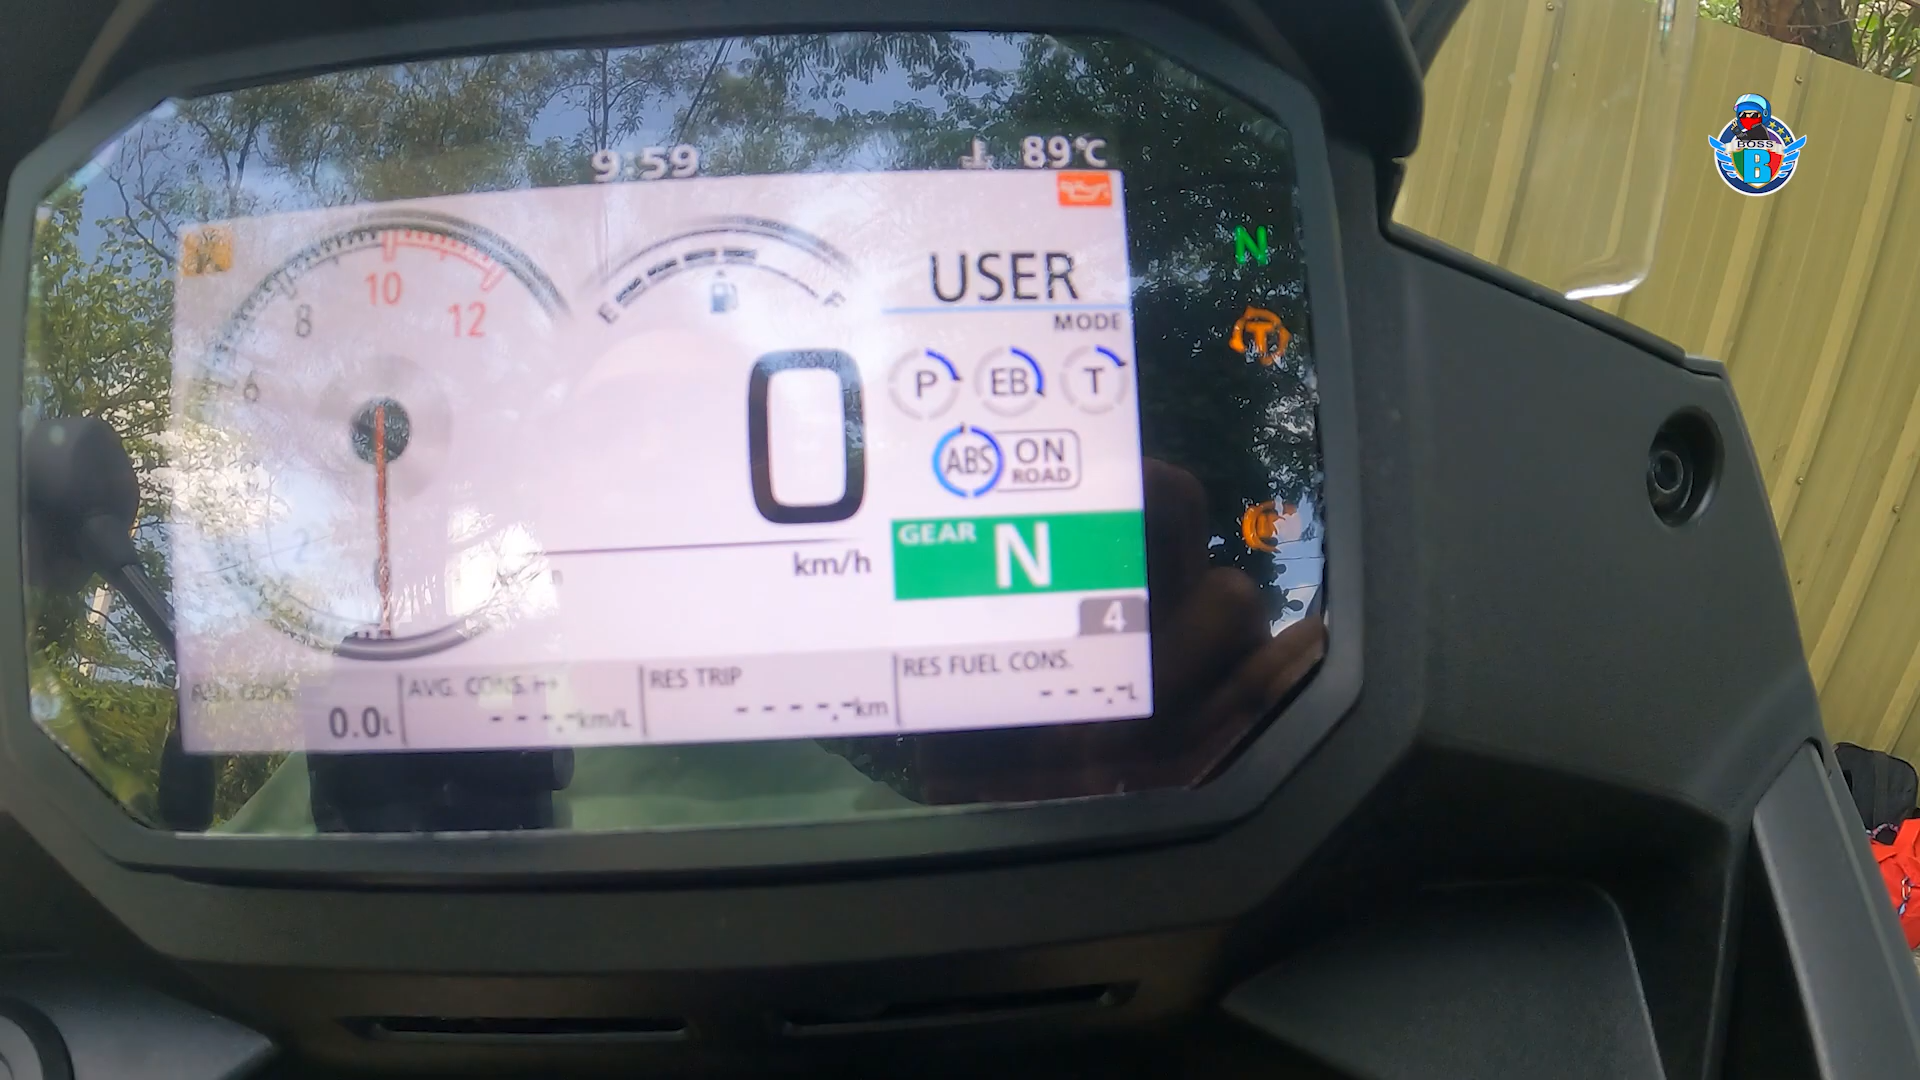 9:59
89°C
BOSS
B
N
USER
MODE
8
10
12
E
F
T
6
P
EB
T
0
ABS
ON
ROAD
GEAR
N
2
km/h
4
AVG. CONS.
RES TRIP
RES FUEL CONS.
0.0L
---.-km/L
----.-km
---.-L